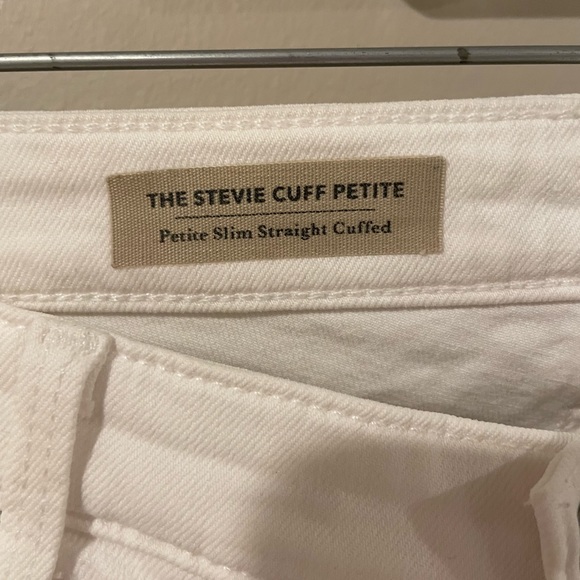 THE STEVIE CUFF PETITE
Petite Slim Straight Cuffed